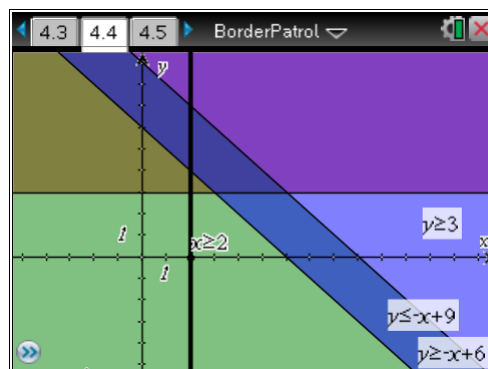 4.3 4.4 4.5 BorderPatrol
y
y≥3
1
x≥2
x
1
y≤-x+9
y≥-x+6